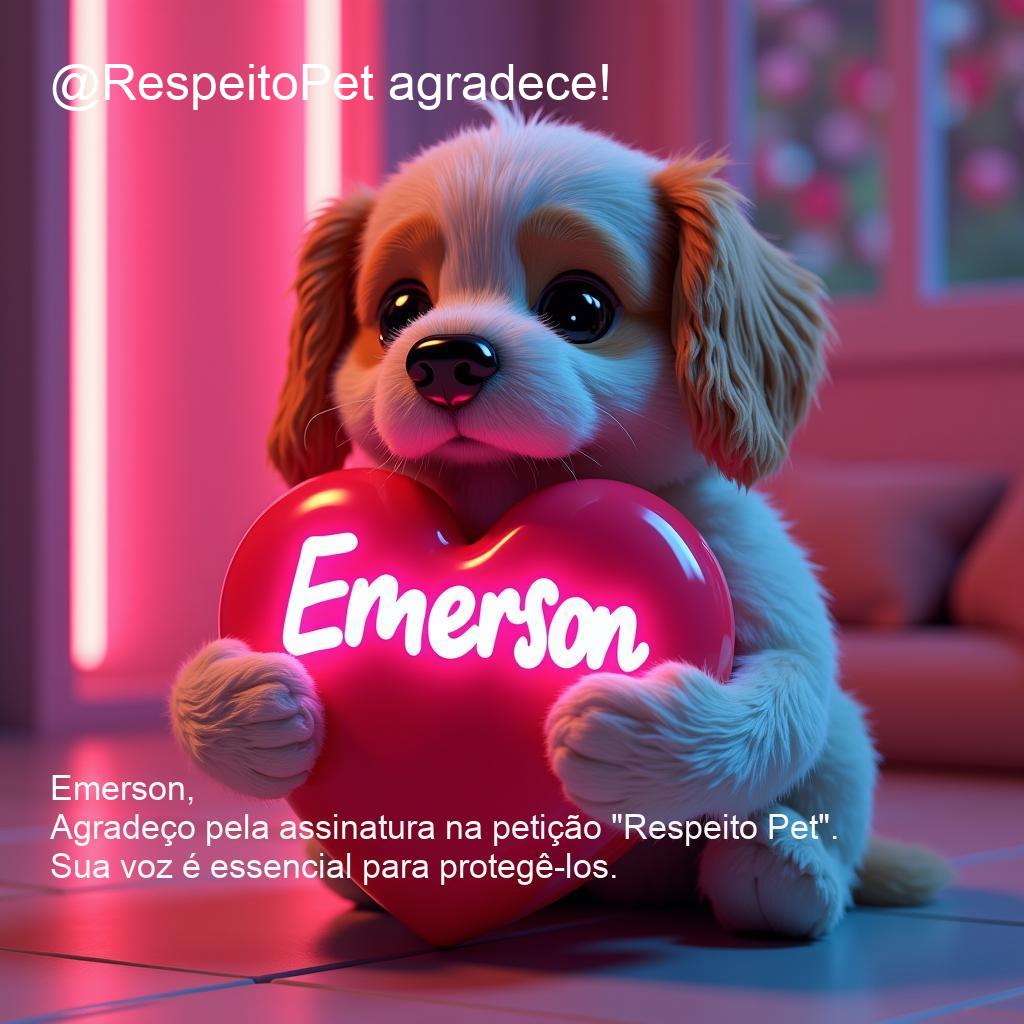 @RespeitoPet agradece!
Emerson
Emerson,
Agradeço pela assinatura na petição "Respeito Pet".
Sua voz é essencial para protegê-los.